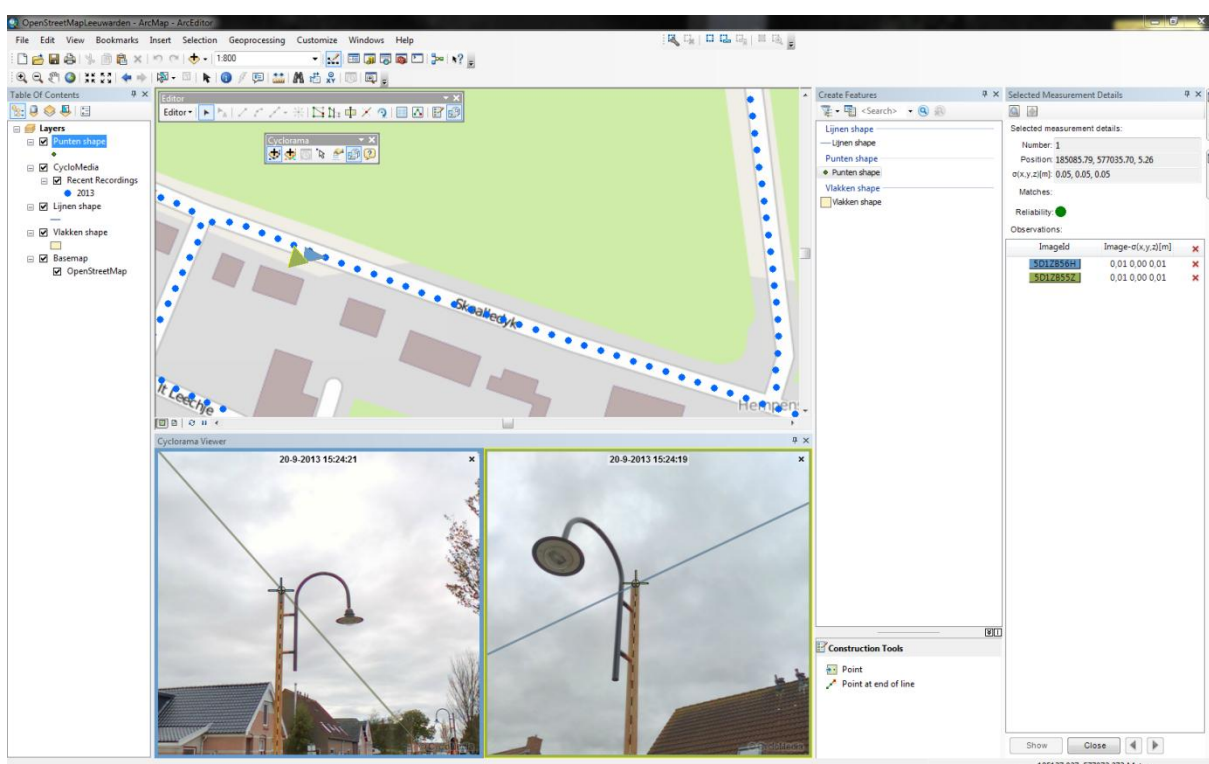 OpenStreetMapLeeuwarden - ArcMap - ArcEditor
File Edit View Bookmarks Insert Selection Geoprocessing Customize Windows Help
1:800
Table Of Contents
Layers
Punten shape
CycloMedia
Recent Recordings
2013
Lijnen shape
Vlakken shape
Basemap
OpenStreetMap
Editor
Editor
Cyclorama
Skoalledyk
It Leechje
Hempens
Cyclorama Viewer
20-9-2013 15:24:21
20-9-2013 15:24:19
Create Features
<Search>
Lijnen shape
Lijnen shape
Punten shape
Punten shape
Vlakken shape
Vlakken shape
Construction Tools
Point
Point at end of line
Selected Measurement Details
Selected measurement details:
Number: 1
Position: 185085.79, 577035.70, 5.26
σ(x,y,z)[m]: 0.05, 0.05, 0.05
Matches:
Reliability:
Observations:
ImageId Image-σ(x,y,z)[m]
5D1ZB56H 0,01 0,00 0,01
5D1ZB55Z 0,01 0,00 0,01
Show Close